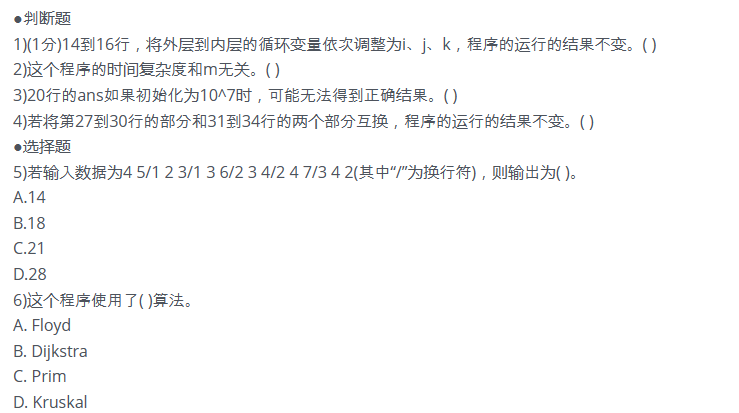 ●判断题
1)(1分)14到16行，将外层到内层的循环变量依次调整为i、j、k，程序的运行的结果不变。( )
2)这个程序的时间复杂度和m无关。( )
3)20行的ans如果初始化为10^7时，可能无法得到正确结果。( )
4)若将第27到30行的部分和31到34行的两个部分互换，程序的运行的结果不变。( )
●选择题
5)若输入数据为4 5/1 2 3/1 3 6/2 3 4/2 4 7/3 4 2(其中“/”为换行符)，则输出为( )。
A.14
B.18
C.21
D.28
6)这个程序使用了( )算法。
A. Floyd
B. Dijkstra
C. Prim
D. Kruskal